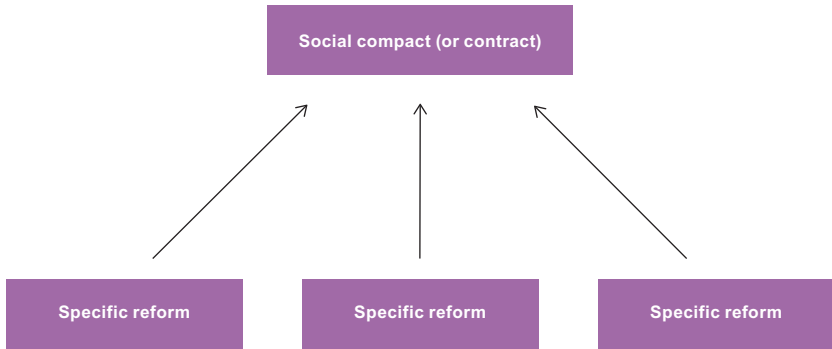 Social compact (or contract)
Specific reform
Specific reform
Specific reform